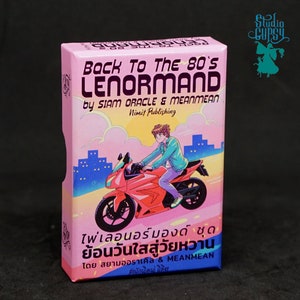 Studio
Gypsy
Back To The 80's
LENORMAND
by SIAM ORACLE & MEANMEAN
Nimit Publishing
ไพ่เลอนอร์มองด์ ชุด
ย้อนวันใสสู่วัยหวาน
โดย สยามออราเคิล & MEANMEAN